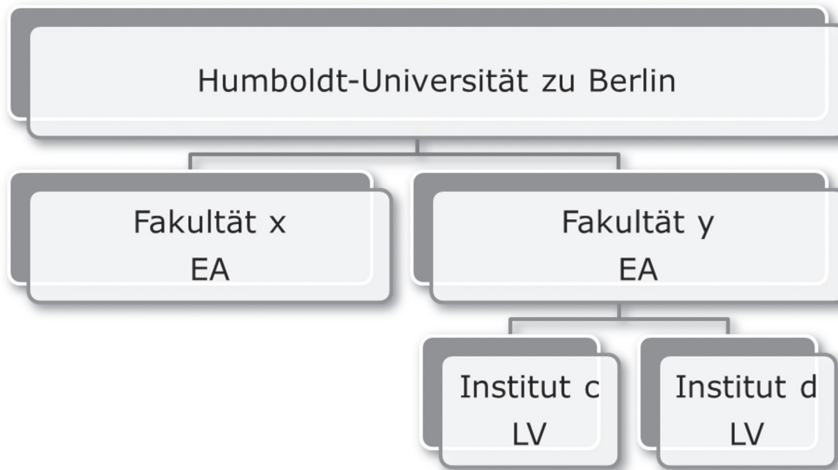 Humboldt-Universität zu Berlin
Fakultät x
EA
Fakultät y
EA
Institut c
LV
Institut d
LV